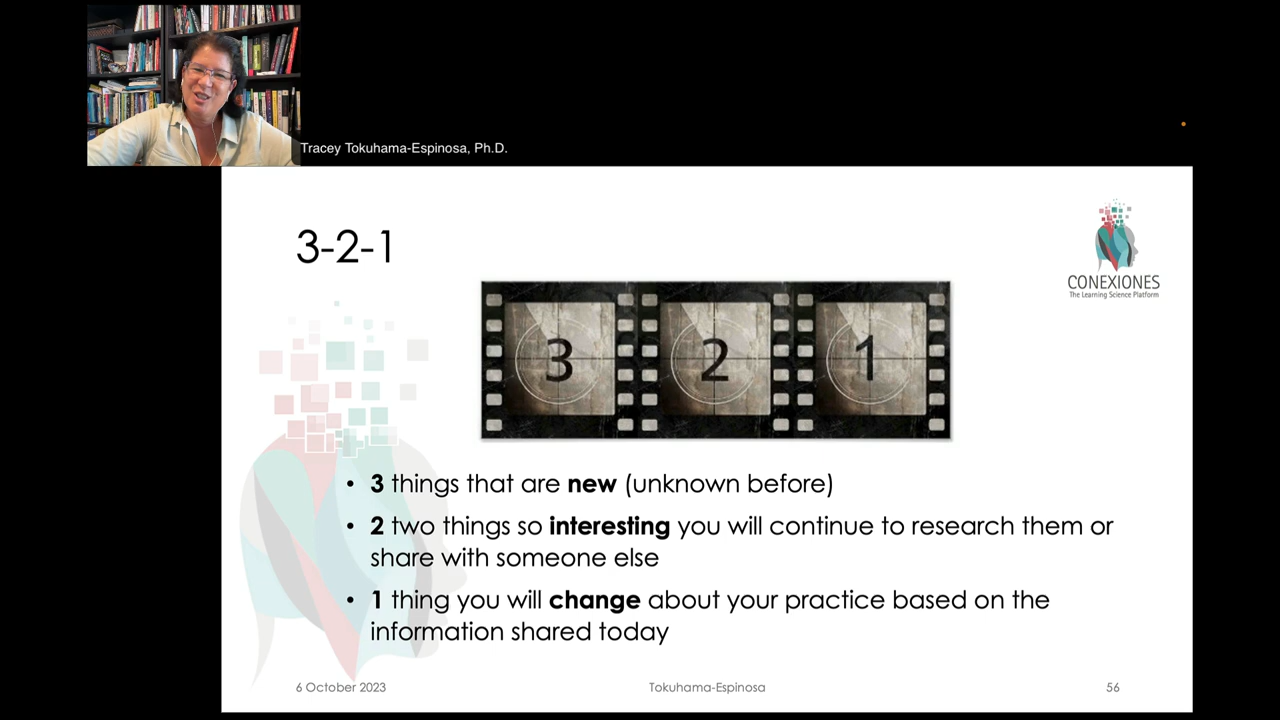 Tracey Tokuhama-Espinosa, Ph.D.
3-2-1
CONEXIONES
The Learning Science Platform
3 2 1
• 3 things that are new (unknown before)
• 2 two things so interesting you will continue to research them or
share with someone else
• 1 thing you will change about your practice based on the
information shared today
6 October 2023 Tokuhama-Espinosa 56